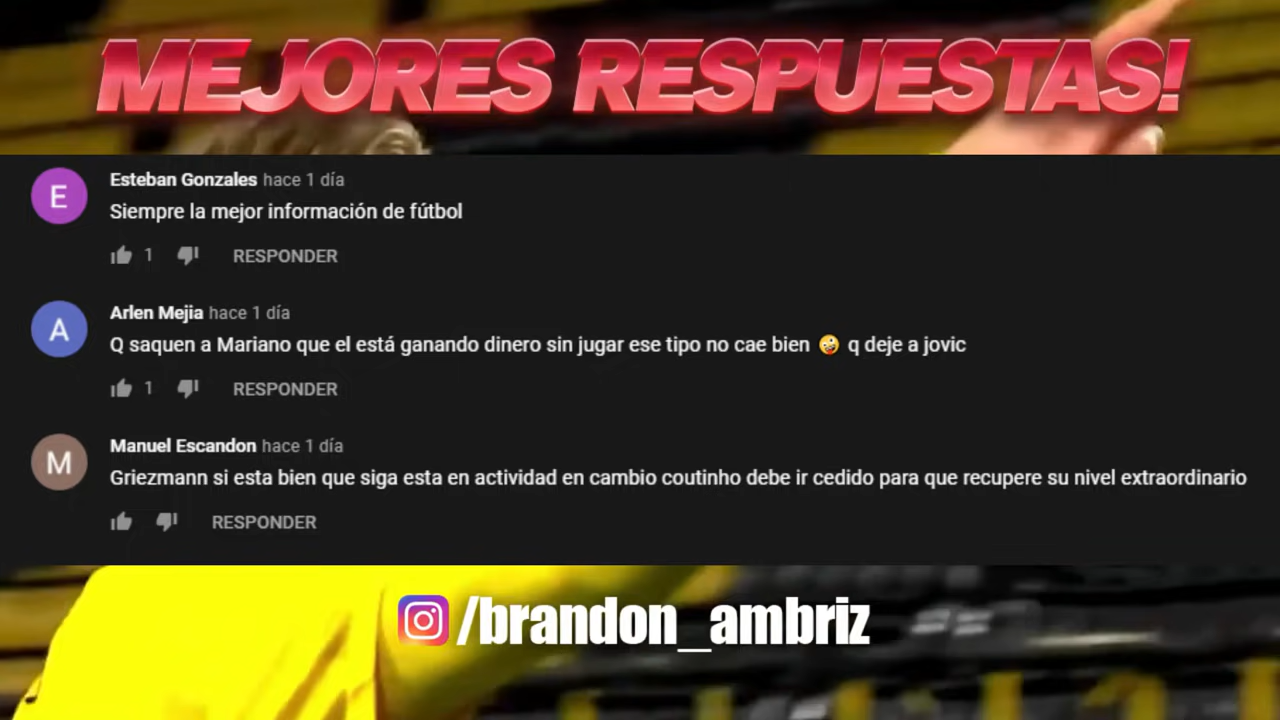 MEJORES RESPUESTAS!
E
Esteban Gonzales hace 1 día
Siempre la mejor información de fútbol
1 RESPONDER
A
Arlen Mejia hace 1 día
Q saquen a Mariano que el está ganando dinero sin jugar ese tipo no cae bien 🤪 q deje a jovic
1 RESPONDER
M
Manuel Escandon hace 1 día
Griezmann si esta bien que siga esta en actividad en cambio coutinho debe ir cedido para que recupere su nivel extraordinario
RESPONDER
/brandon_ambriz